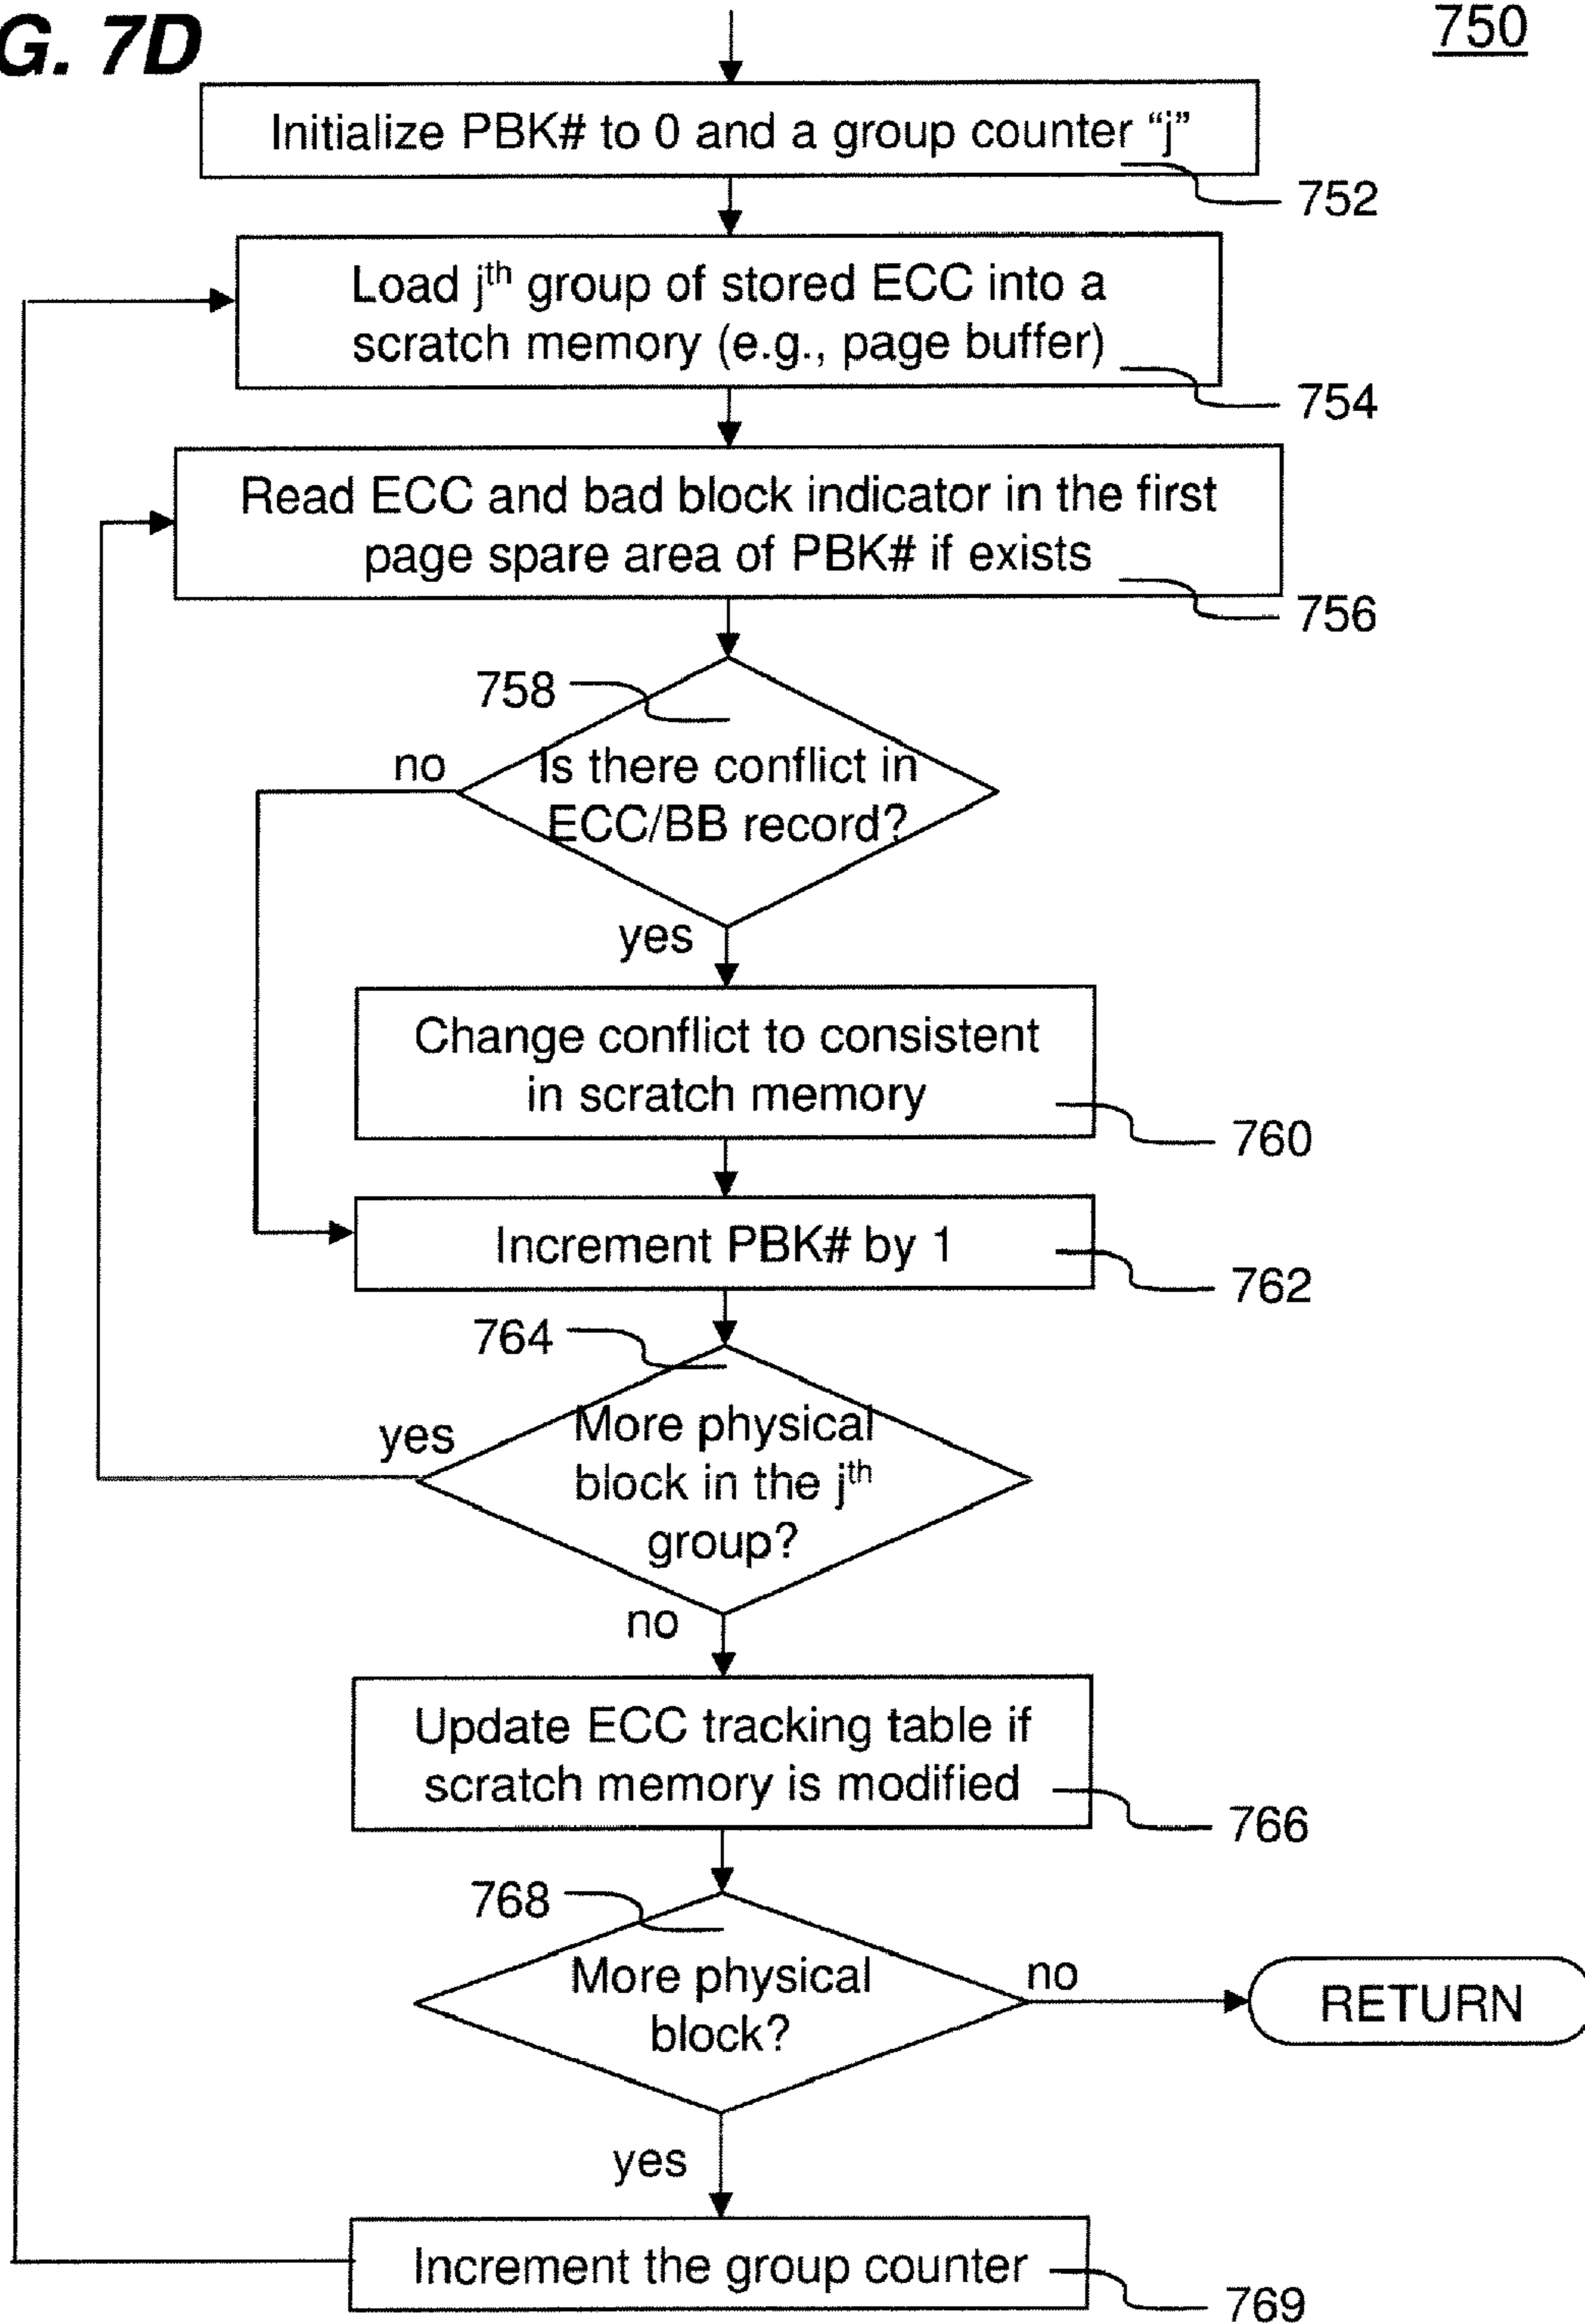 G. 7D
750
Initialize PBK# to 0 and a group counter “j”
752
Load jth group of stored ECC into a
scratch memory (e.g., page buffer)
754
Read ECC and bad block indicator in the first
page spare area of PBK# if exists
756
758
no
Is there conflict in
ECC/BB record?
yes
Change conflict to consistent
in scratch memory
760
Increment PBK# by 1
762
764
yes
More physical
block in the jth
group?
no
Update ECC tracking table if
scratch memory is modified
766
768
More physical
block?
no
RETURN
yes
Increment the group counter
769